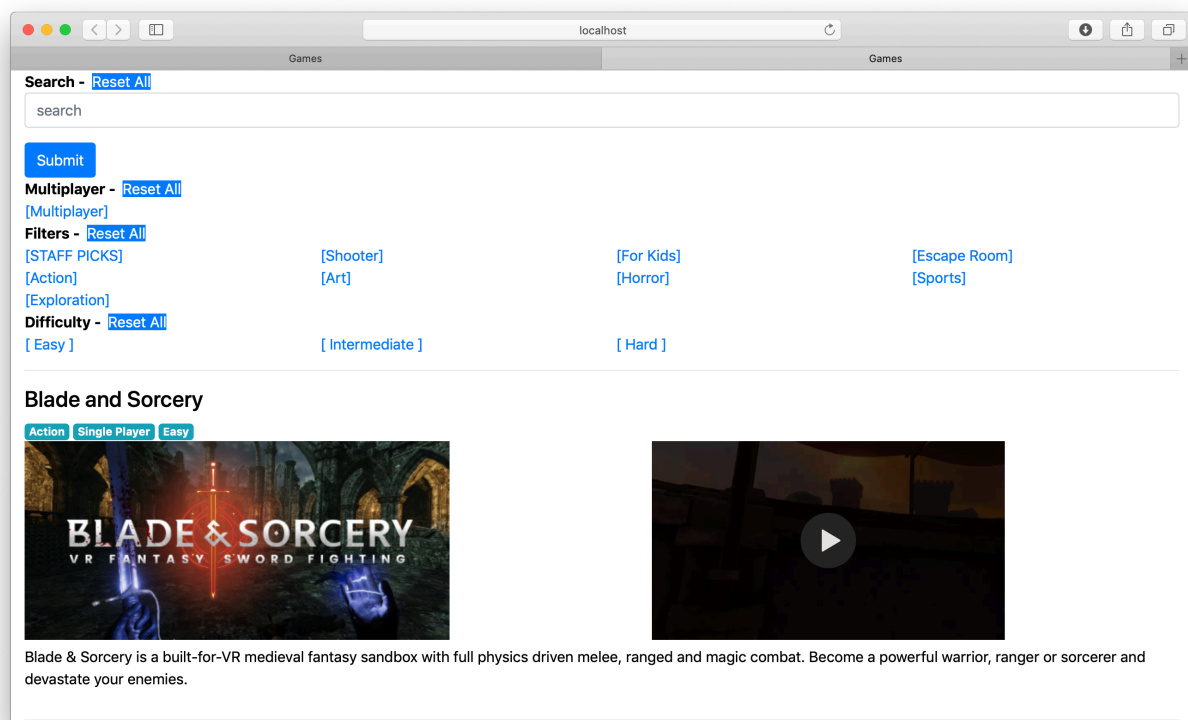 localhost
Games Games
Search - Reset All
search
Submit
Multiplayer - Reset All
[Multiplayer]
Filters - Reset All
[STAFF PICKS] [Shooter] [For Kids] [Escape Room]
[Action] [Art] [Horror] [Sports]
[Exploration]
Difficulty - Reset All
[ Easy ] [ Intermediate ] [ Hard ]
Blade and Sorcery
Action Single Player Easy
BLADE & SORCERY
VR FANTASY SWORD FIGHTING
Blade & Sorcery is a built-for-VR medieval fantasy sandbox with full physics driven melee, ranged and magic combat. Become a powerful warrior, ranger or sorcerer and
devastate your enemies.